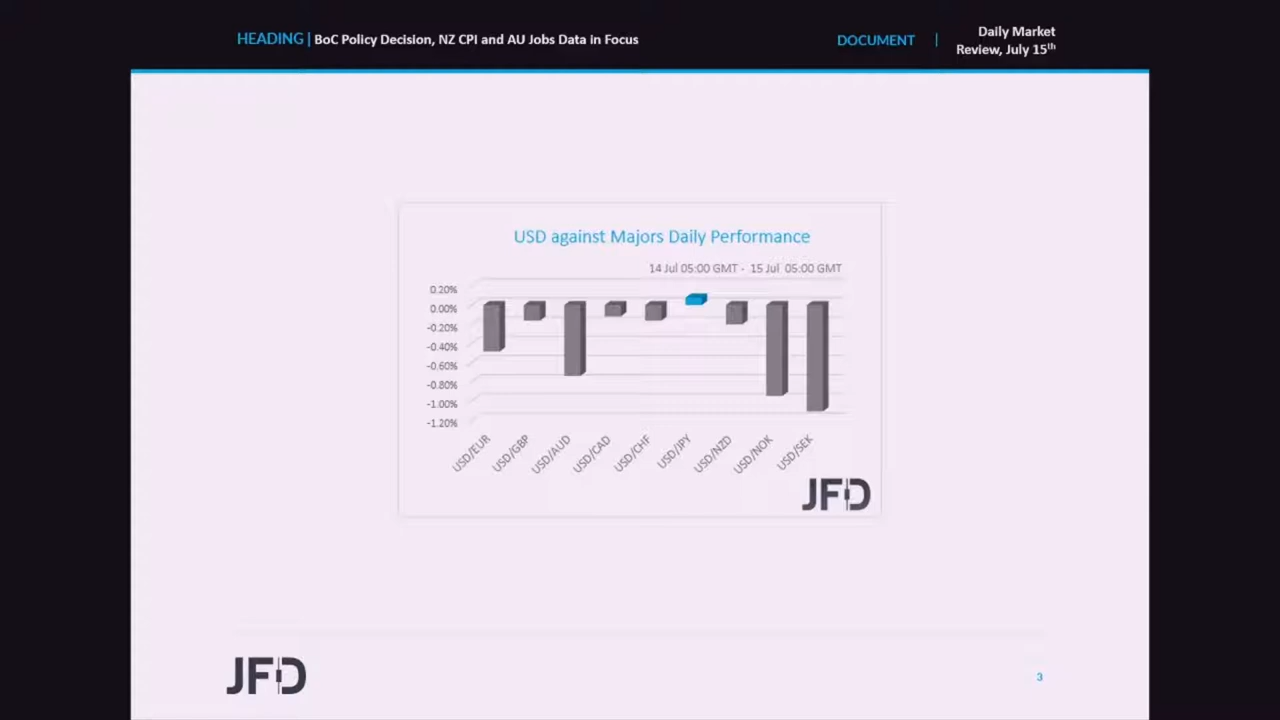 HEADING | BoC Policy Decision, NZ CPI and AU Jobs Data in Focus
DOCUMENT |
Daily Market
Review, July 15th
USD against Majors Daily Performance
14 Jul 05:00 GMT - 15 Jul 05:00 GMT
0.20%
0.00%
-0.20%
-0.40%
-0.60%
-0.80%
-1.00%
-1.20%
USD/EUR
USD/GBP
USD/AUD
USD/CAD
USD/CHF
USD/JPY
USD/NZD
USD/NOK
USD/SEK
JFD
JFD
3